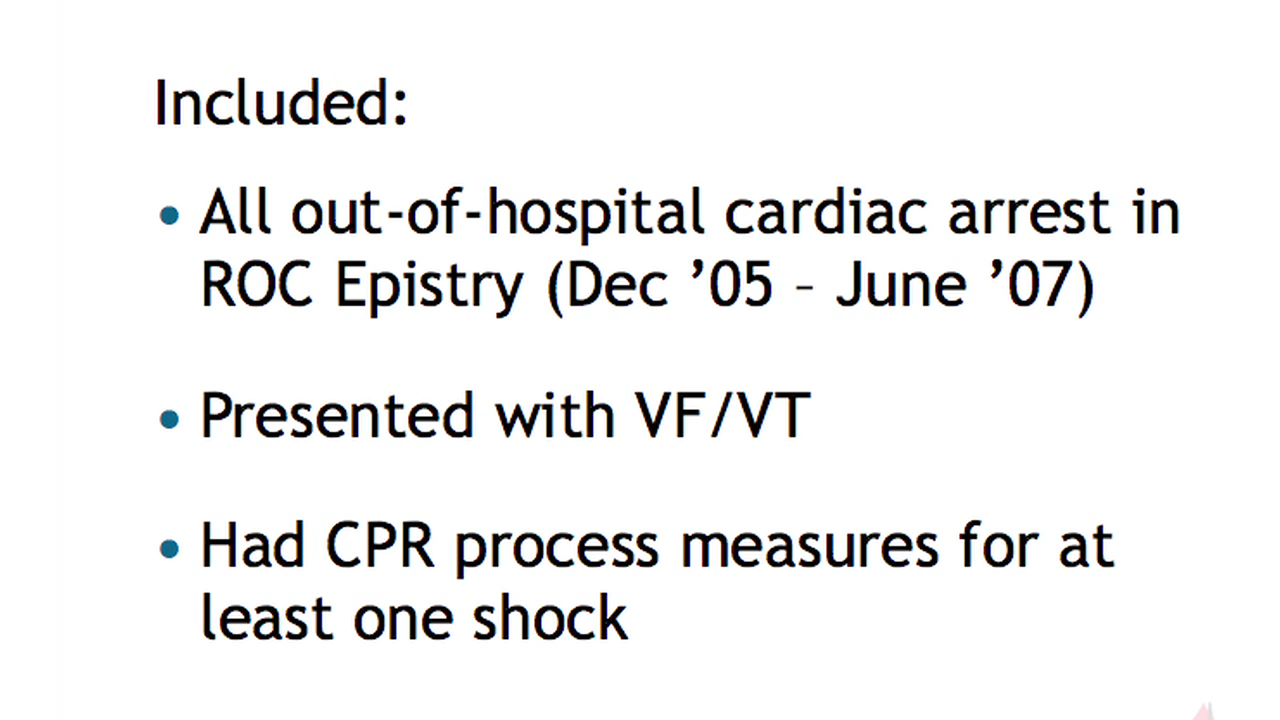 Included:
• All out-of-hospital cardiac arrest in
ROC Epistry (Dec ’05 – June ’07)
• Presented with VF/VT
• Had CPR process measures for at
least one shock